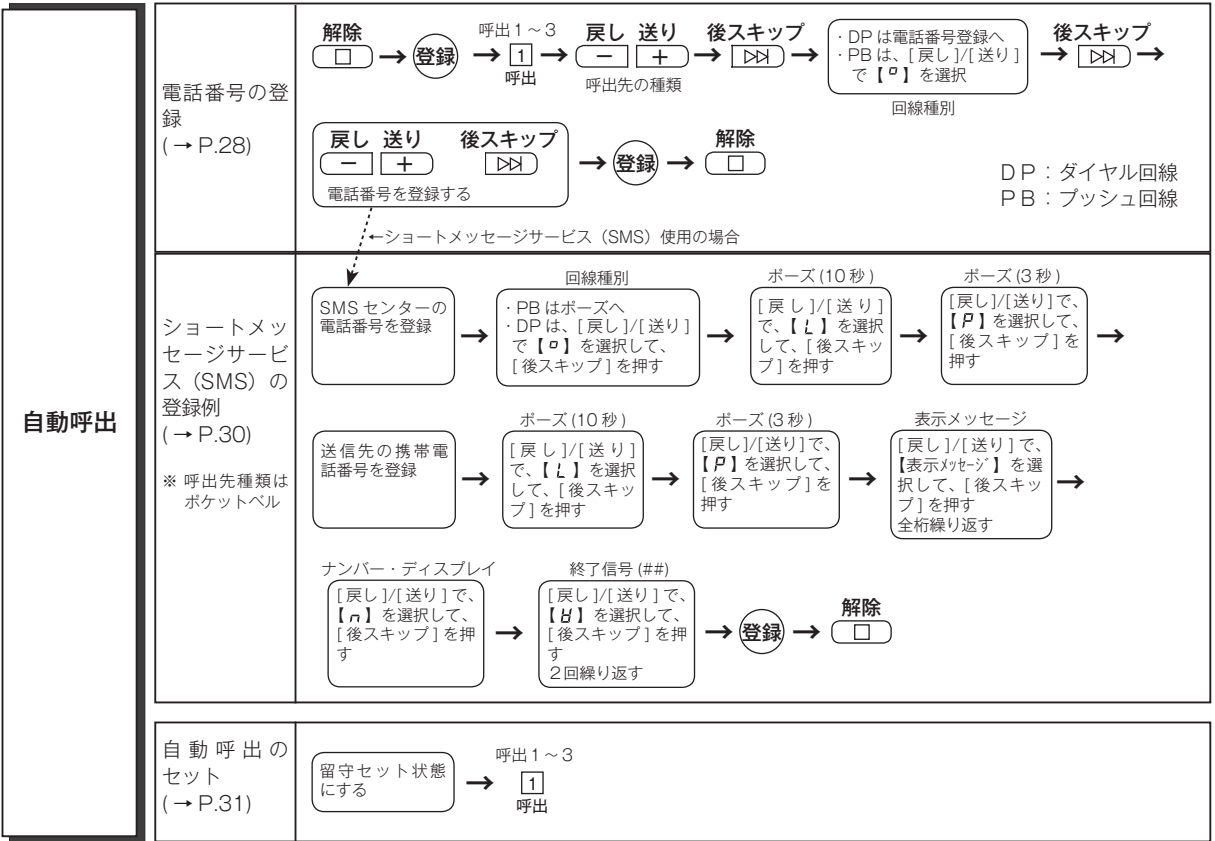 自動呼出
電話番号の登
録
(→ P.28)
解除
□ → 登録 → 1 → − + → ▷▷| →
呼出1～3
呼出
戻し 送り
呼出先の種類
後スキップ
・DP は電話番号登録へ
・PB は、[ 戻し ]/[ 送り ]
で【 º 】を選択
回線種別
後スキップ
▷▷| →
戻し 送り 後スキップ
− + ▷▷|
電話番号を登録する
→ 登録 → □
解除
DP：ダイヤル回線
PB：プッシュ回線
←ショートメッセージサービス（SMS）使用の場合
ショートメッ
セージサービ
ス（SMS）の
登録例
(→ P.30)
※ 呼出先種類は
ポケットベル
SMS センターの
電話番号を登録
→
回線種別
・PB はポーズへ
・DP は、[ 戻し ]/[ 送り ]
で【 º 】を選択して、
[ 後スキップ ] を押す
→
ポーズ (10 秒 )
[ 戻し ]/[ 送り ]
で、【 L 】を選択
して、[ 後スキッ
プ ] を押す
→
ポーズ (3 秒 )
[ 戻し ]/[ 送り ] で、
【 P 】を選択して、
[ 後スキップ ] を
押す
→
送信先の携帯電
話番号を登録
→
ポーズ (10 秒 )
[ 戻し ]/[ 送り ]
で、【 L 】を選択
して、[ 後スキッ
プ ] を押す
→
ポーズ (3 秒 )
[ 戻し ]/[ 送り ] で、
【 P 】を選択して、
[ 後スキップ ] を
押す
→
表示メッセージ
[ 戻し ]/[ 送り ] で、
【表示ﾒｯｾｰｼﾞ】を選
択して、[ 後スキッ
プ ] を押す
全桁繰り返す
→
ナンバー・ディスプレイ
[ 戻し ]/[ 送り ] で、
【 n 】を選択して、
[ 後スキップ ] を押
す
→
終了信号 (##)
[ 戻し ]/[ 送り ] で、
【 H 】を選択して、
[ 後スキップ ] を押
す
２回繰り返す
→ 登録 → □
解除
自動呼出の
セット
(→ P.31)
留守セット状態
にする
→
呼出1～3
1
呼出